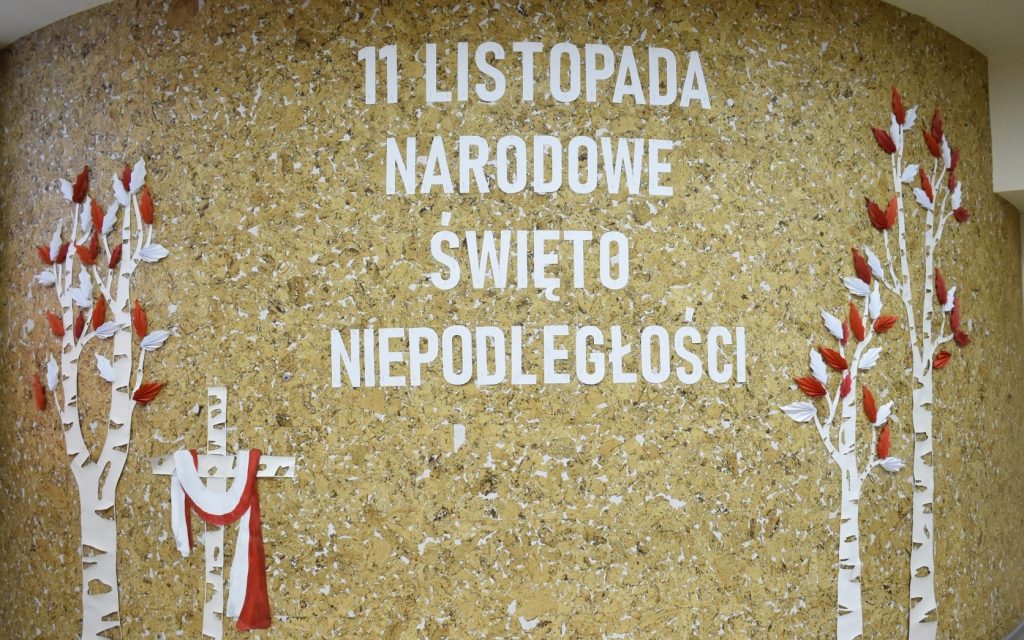 11 LISTOPADA
NARODOWE
ŚWIĘTO
NIEPODLEGŁOŚCI